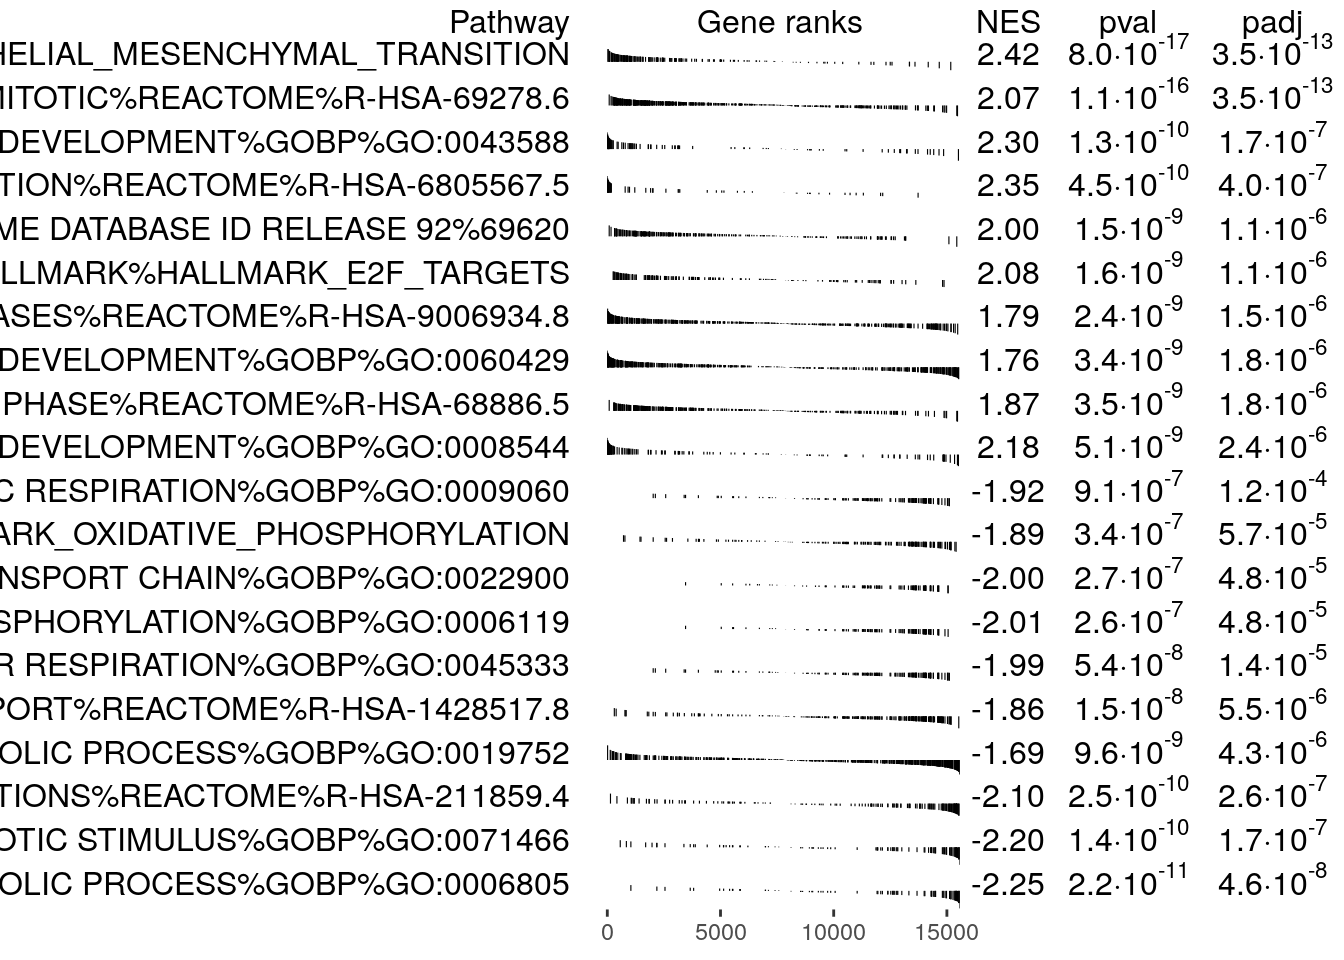 Pathway Gene ranks NES pval padj
HELIAL_MESENCHYMAL_TRANSITION 2.42 8.0·10⁻¹⁷ 3.5·10⁻¹³
MITOTIC%REACTOME%R-HSA-69278.6 2.07 1.1·10⁻¹⁶ 3.5·10⁻¹³
DEVELOPMENT%GOBP%GO:0043588 2.30 1.3·10⁻¹⁰ 1.7·10⁻⁷
TION%REACTOME%R-HSA-6805567.5 2.35 4.5·10⁻¹⁰ 4.0·10⁻⁷
ME DATABASE ID RELEASE 92%69620 2.00 1.5·10⁻⁹ 1.1·10⁻⁶
LLMARK%HALLMARK_E2F_TARGETS 2.08 1.6·10⁻⁹ 1.1·10⁻⁶
ASES%REACTOME%R-HSA-9006934.8 1.79 2.4·10⁻⁹ 1.5·10⁻⁶
DEVELOPMENT%GOBP%GO:0060429 1.76 3.4·10⁻⁹ 1.8·10⁻⁶
PHASE%REACTOME%R-HSA-68886.5 1.87 3.5·10⁻⁹ 1.8·10⁻⁶
DEVELOPMENT%GOBP%GO:0008544 2.18 5.1·10⁻⁹ 2.4·10⁻⁶
C RESPIRATION%GOBP%GO:0009060 -1.92 9.1·10⁻⁷ 1.2·10⁻⁴
ARK_OXIDATIVE_PHOSPHORYLATION -1.89 3.4·10⁻⁷ 5.7·10⁻⁵
NSPORT CHAIN%GOBP%GO:0022900 -2.00 2.7·10⁻⁷ 4.8·10⁻⁵
SPHORYLATION%GOBP%GO:0006119 -2.01 2.6·10⁻⁷ 4.8·10⁻⁵
R RESPIRATION%GOBP%GO:0045333 -1.99 5.4·10⁻⁸ 1.4·10⁻⁵
PORT%REACTOME%R-HSA-1428517.8 -1.86 1.5·10⁻⁸ 5.5·10⁻⁶
OLIC PROCESS%GOBP%GO:0019752 -1.69 9.6·10⁻⁹ 4.3·10⁻⁶
TIONS%REACTOME%R-HSA-211859.4 -2.10 2.5·10⁻¹⁰ 2.6·10⁻⁷
OTIC STIMULUS%GOBP%GO:0071466 -2.20 1.4·10⁻¹⁰ 1.7·10⁻⁷
OLIC PROCESS%GOBP%GO:0006805 -2.25 2.2·10⁻¹¹ 4.6·10⁻⁸
0 5000 10000 15000